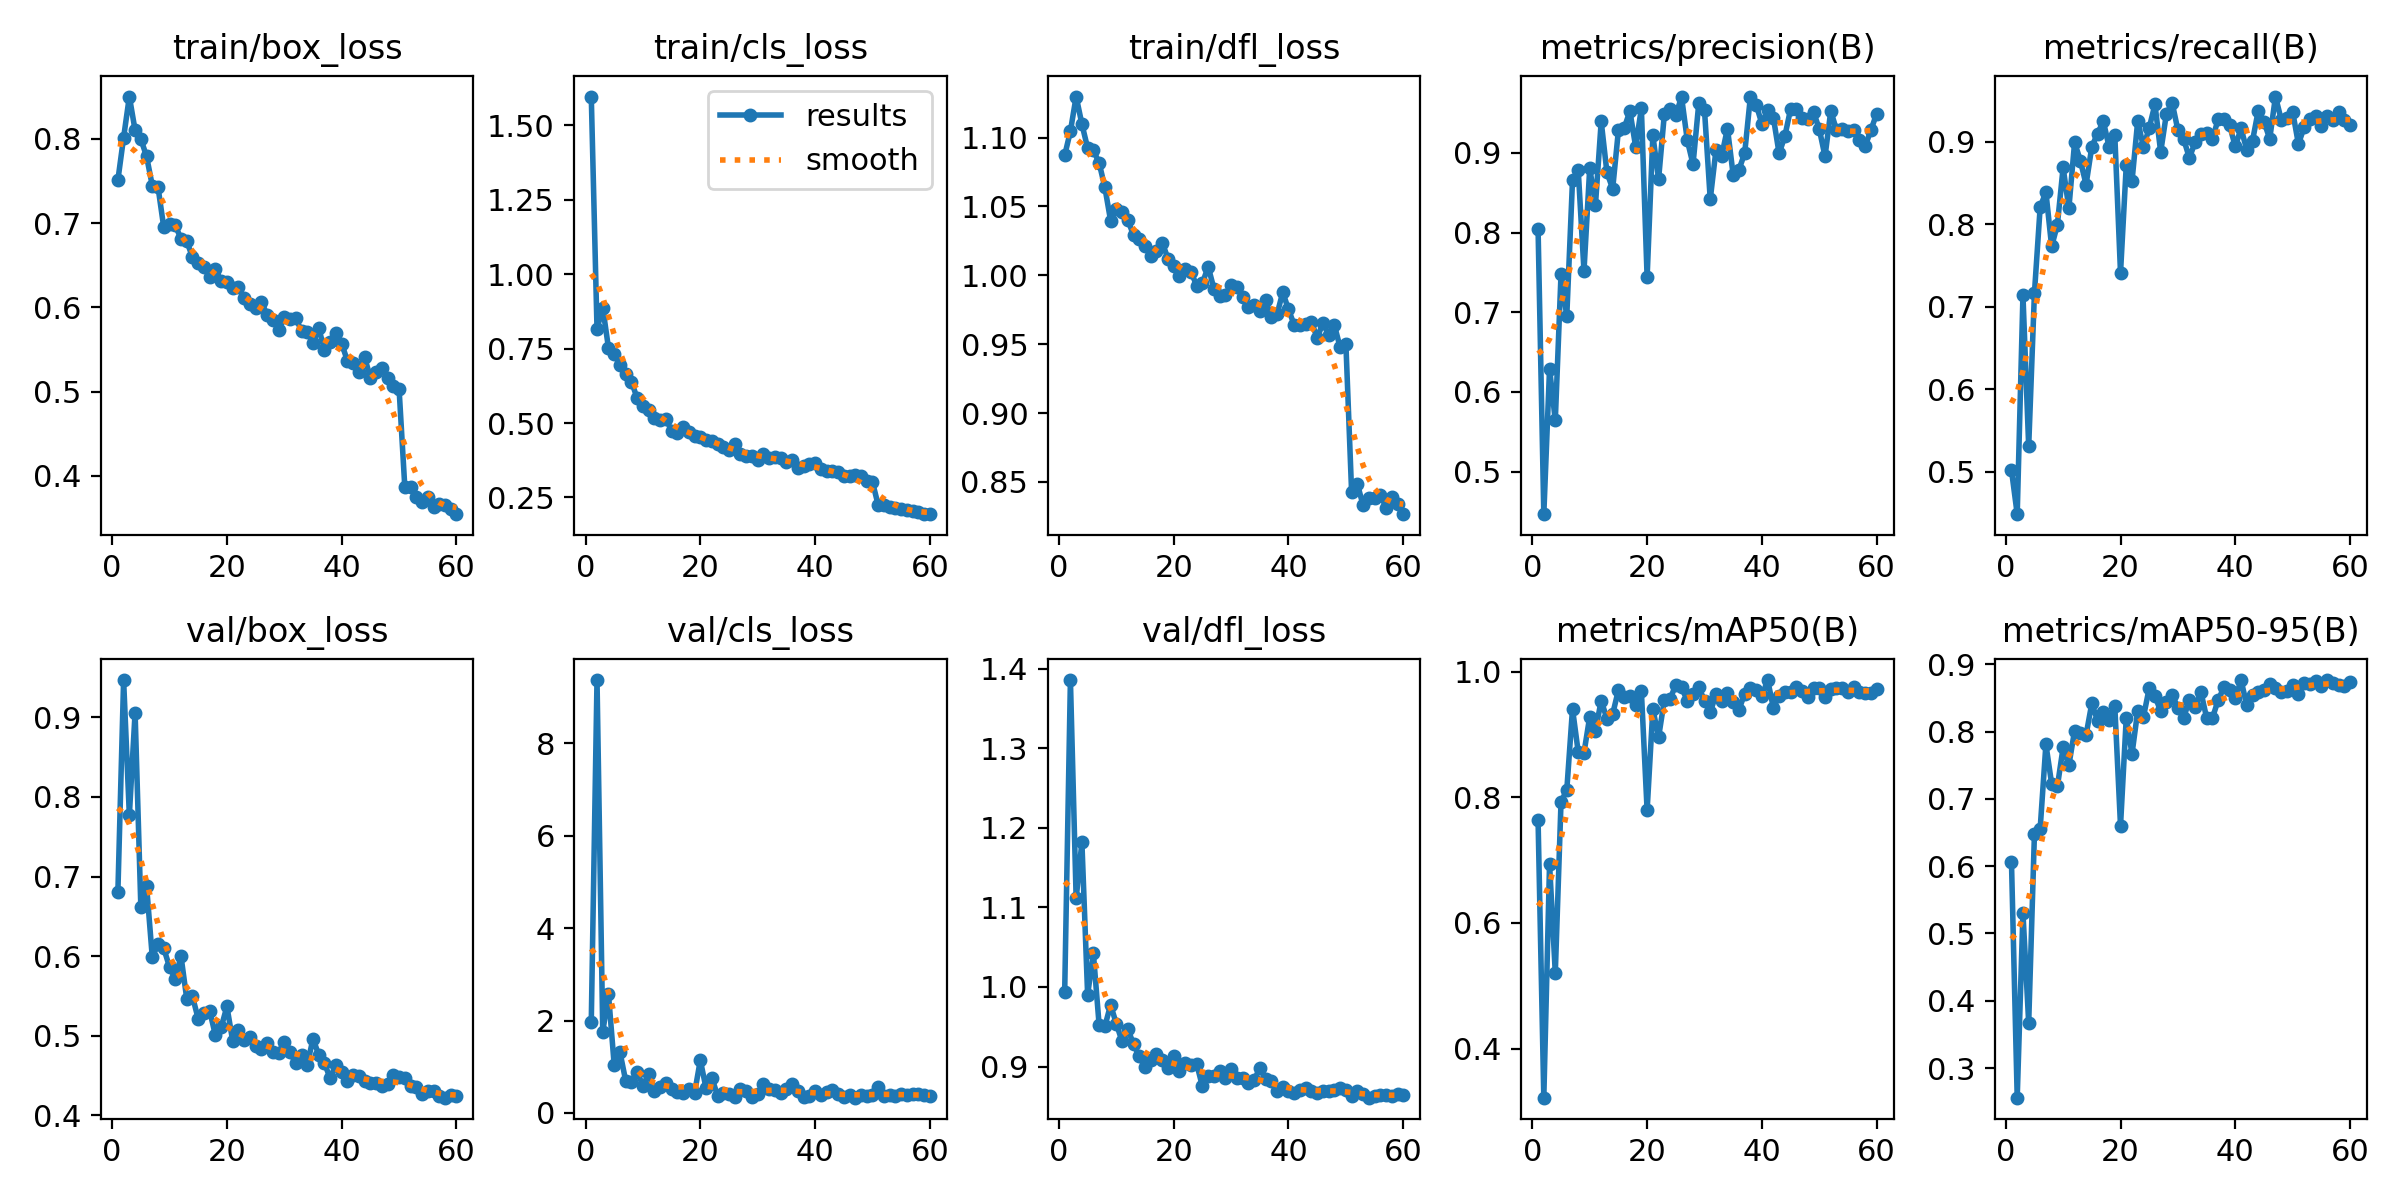 train/box_loss
0.8
0.7
0.6
0.5
0.4
0 20 40 60
train/cls_loss
results
smooth
1.50
1.25
1.00
0.75
0.50
0.25
0 20 40 60
train/dfl_loss
1.10
1.05
1.00
0.95
0.90
0.85
0 20 40 60
metrics/precision(B)
0.9
0.8
0.7
0.6
0.5
0 20 40 60
metrics/recall(B)
0.9
0.8
0.7
0.6
0.5
0 20 40 60
val/box_loss
0.9
0.8
0.7
0.6
0.5
0.4
0 20 40 60
val/cls_loss
8
6
4
2
0
0 20 40 60
val/dfl_loss
1.4
1.3
1.2
1.1
1.0
0.9
0 20 40 60
metrics/mAP50(B)
1.0
0.8
0.6
0.4
0 20 40 60
metrics/mAP50-95(B)
0.9
0.8
0.7
0.6
0.5
0.4
0.3
0 20 40 60